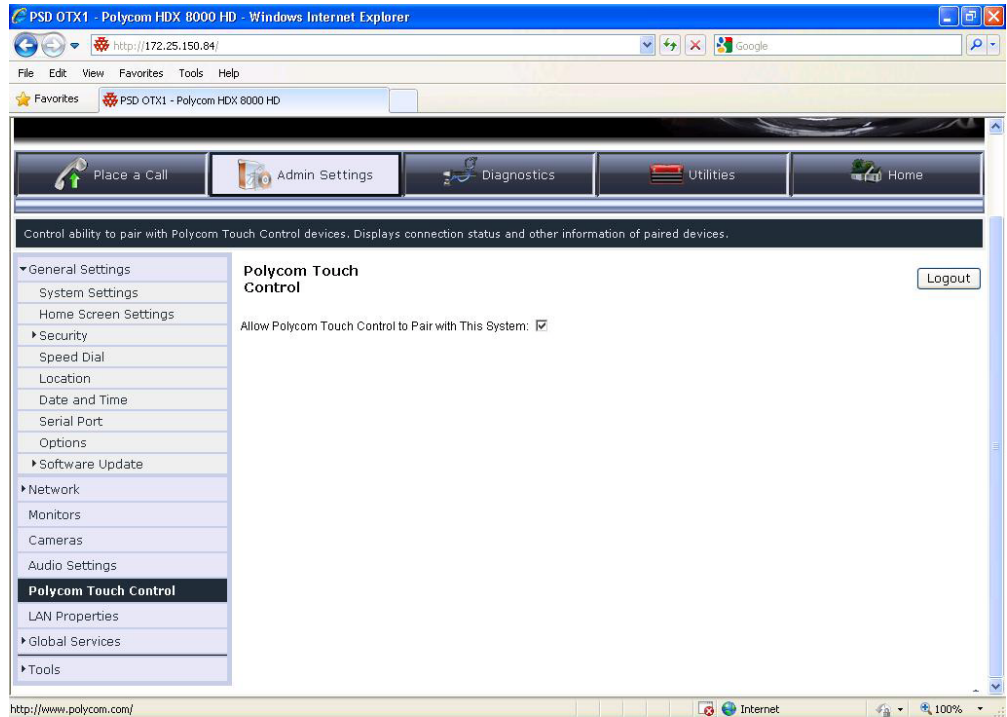 PSD OTX1 - Polycom HDX 8000 HD - Windows Internet Explorer
http://172.25.150.84/
Google
File Edit View Favorites Tools Help
Favorites
PSD OTX1 - Polycom HDX 8000 HD
Place a Call
Admin Settings
Diagnostics
Utilities
Home
Control ability to pair with Polycom Touch Control devices. Displays connection status and other information of paired devices.
General Settings
System Settings
Home Screen Settings
Security
Speed Dial
Location
Date and Time
Serial Port
Options
Software Update
Network
Monitors
Cameras
Audio Settings
Polycom Touch Control
LAN Properties
Global Services
Tools
Polycom Touch
Control
Logout
Allow Polycom Touch Control to Pair with This System:
http://www.polycom.com/
Internet
100%